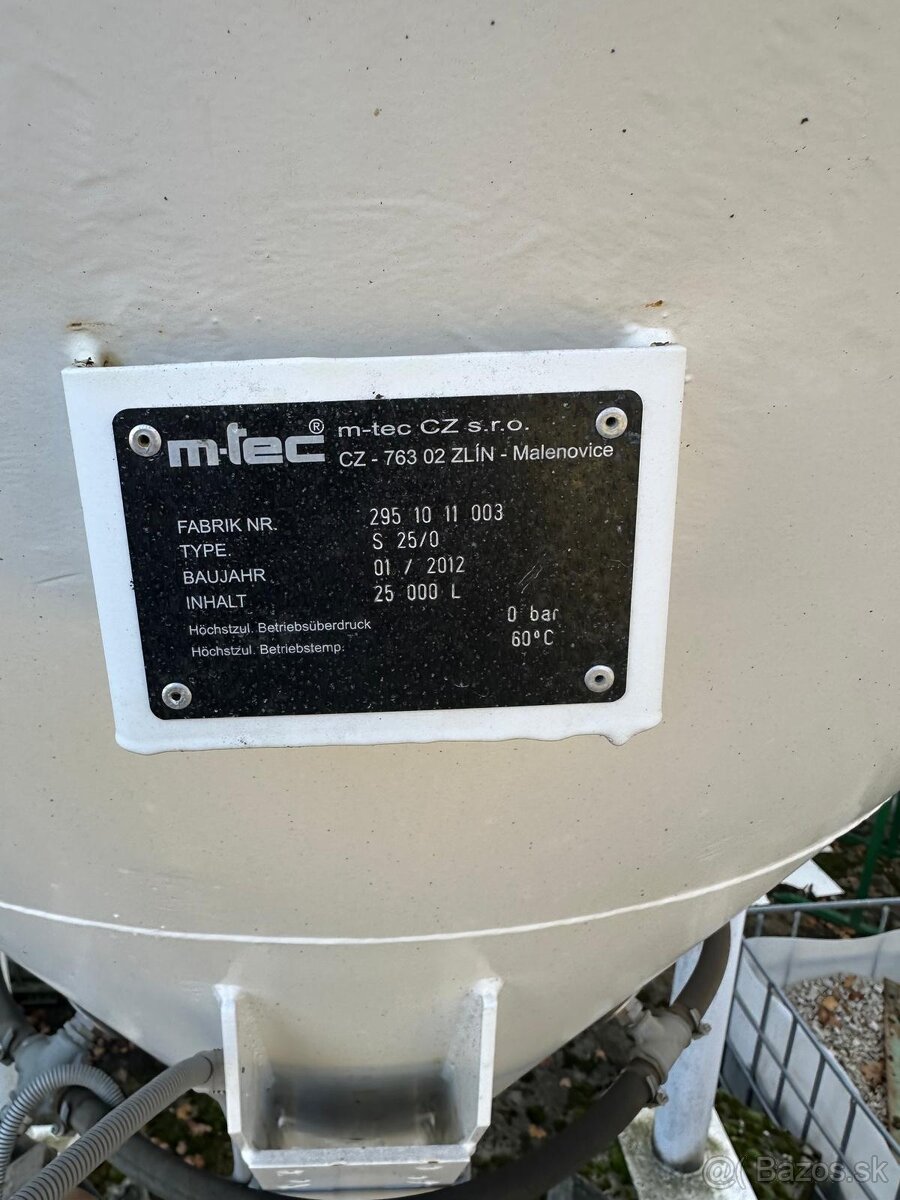 m-tec® m-tec CZ s.r.o.
CZ - 763 02 ZLÍN - Malenovice
FABRIK NR. 295 10 11 003
TYPE. S 25/0
BAUJAHR 01 / 2012
INHALT 25 000 L
Höchstzul. Betriebsüberdruck 0 bar
Höchstzul. Betriebstemp. 60°C
@( Bazos.sk